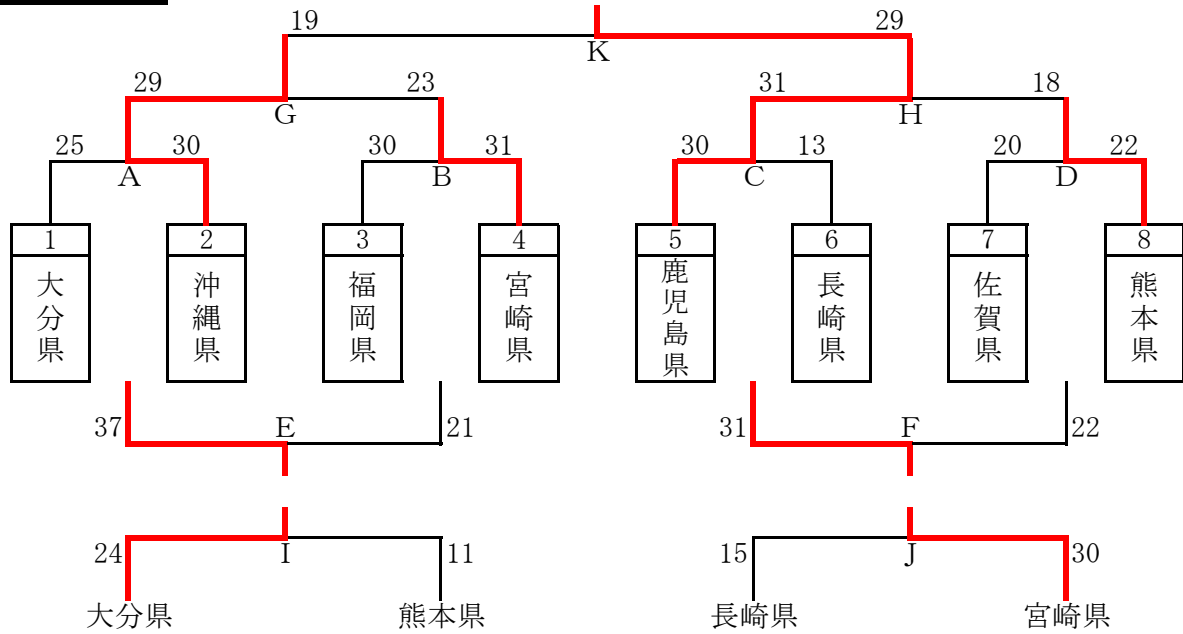 19 29
K
29 23 31 18
G H
25 30 30 31 30 13 20 22
A B C D
1 2 3 4 5 6 7 8
大分県 沖縄県 福岡県 宮崎県 鹿児島県 長崎県 佐賀県 熊本県
37 E 21 31 F 22
24 I 11 15 J 30
大分県 熊本県 長崎県 宮崎県